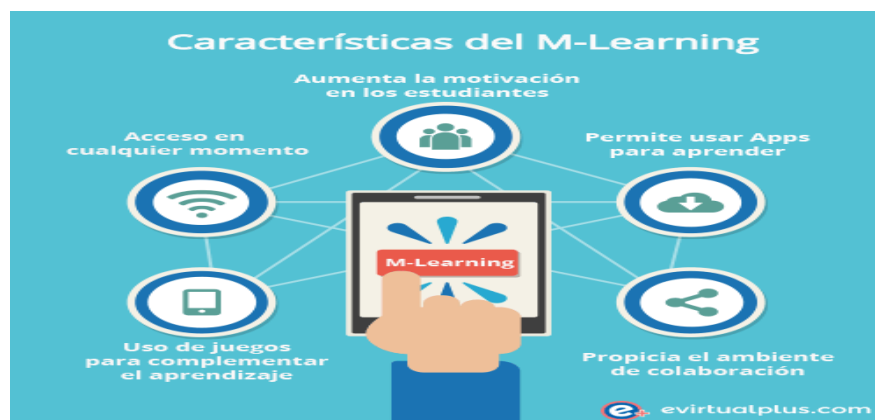 Características del M-Learning
Aumenta la motivación
en los estudiantes
Acceso en
cualquier momento
Permite usar Apps
para aprender
M-Learning
Uso de juegos
para complementar
el aprendizaje
Propicia el ambiente
de colaboración
e+ evirtualplus.com